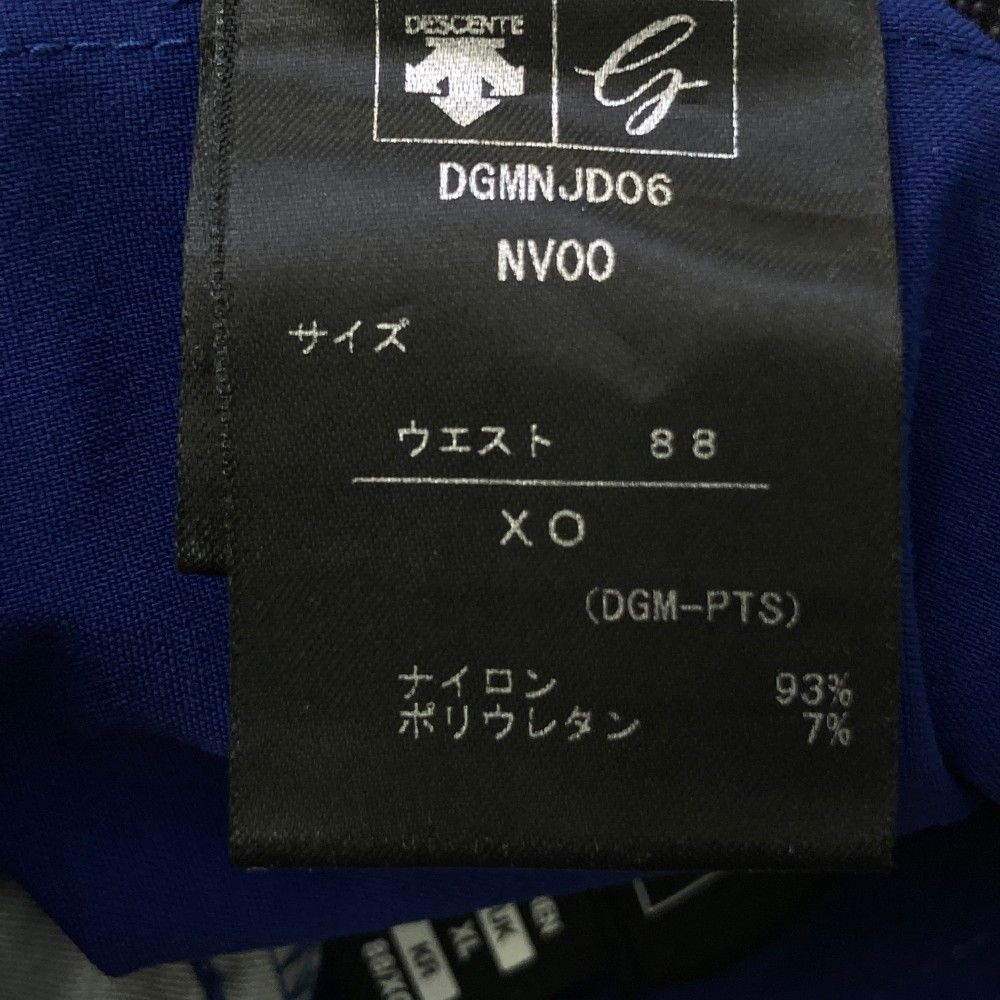 DESCENTE G
DGMNJD06
NV00
サイズ
ウエスト 88
XO
(DGM-PTS)
ナイロン 93%
ポリウレタン 7%
UK XL
KR